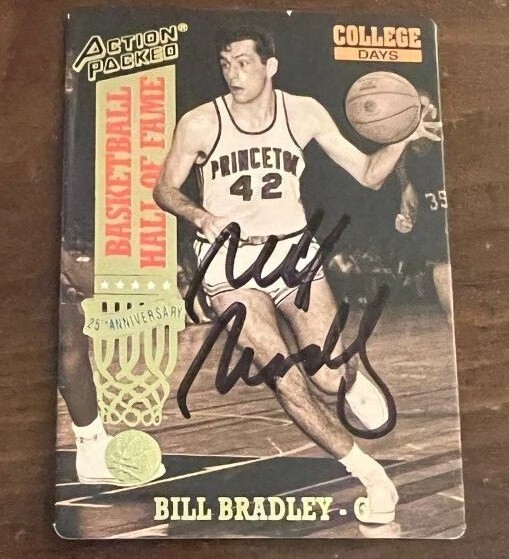 ACTION PACKED®
COLLEGE
DAYS
BASKETBALL
HALL OF FAME
25TH ANNIVERSARY
PRINCETON
42
35
BILL BRADLEY - G